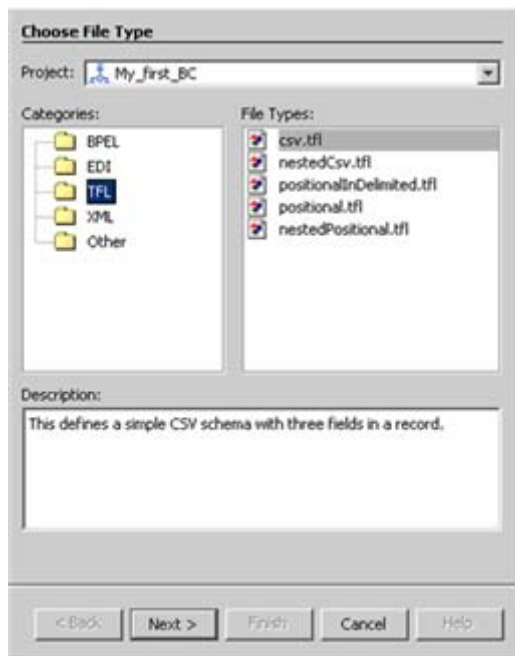 Choose File Type
Project: My_first_BC
Categories:
BPEL
EDI
TFL
XML
Other
File Types:
csv.tfl
nestedCsv.tfl
positionalInDelimited.tfl
positional.tfl
nestedPositional.tfl
Description:
This defines a simple CSV schema with three fields in a record.
< Back Next > Finish Cancel Help